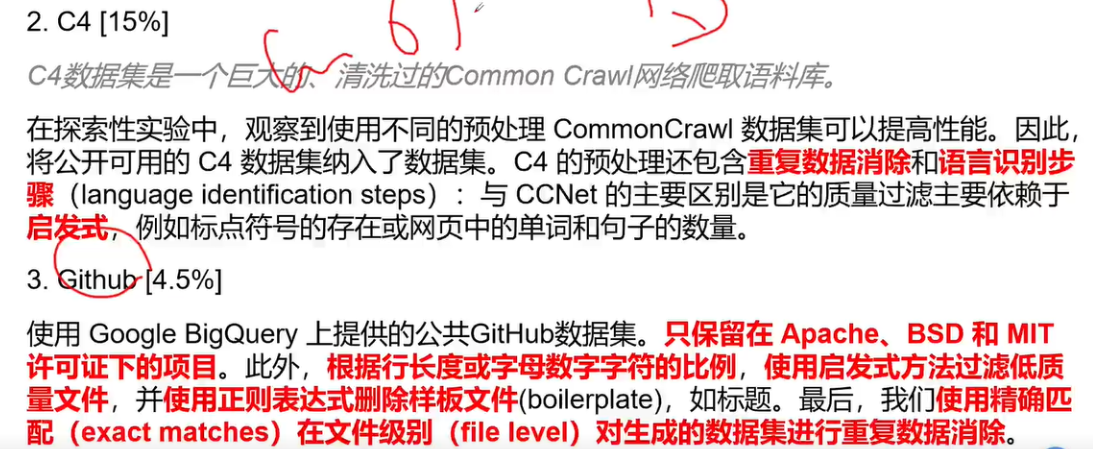 2. C4 [15%]
C4数据集是一个巨大的、清洗过的Common Crawl网络爬取语料库。
在探索性实验中，观察到使用不同的预处理 CommonCrawl 数据集可以提高性能。因此，
将公开可用的 C4 数据集纳入了数据集。C4 的预处理还包含重复数据消除和语言识别步
骤（language identification steps）：与 CCNet 的主要区别是它的质量过滤主要依赖于
启发式，例如标点符号的存在或网页中的单词和句子的数量。
3. Github [4.5%]
使用 Google BigQuery 上提供的公共GitHub数据集。只保留在 Apache、BSD 和 MIT
许可证下的项目。此外，根据行长度或字母数字字符的比例，使用启发式方法过滤低质
量文件，并使用正则表达式删除样板文件(boilerplate)，如标题。最后，我们使用精确匹
配（exact matches）在文件级别（file level）对生成的数据集进行重复数据消除。